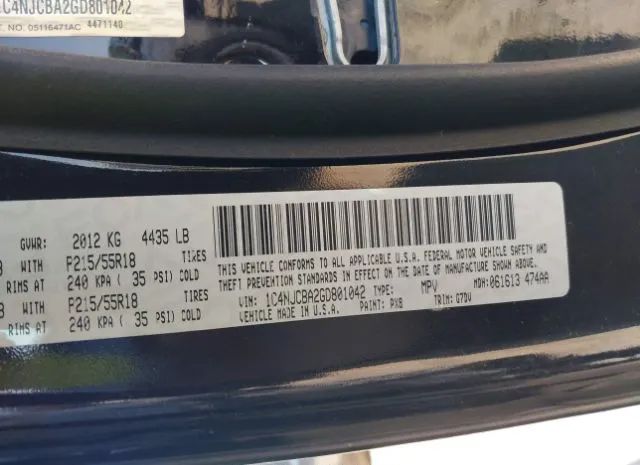 1C4NJCBA2GD801042
NO. 05116471AC 4471140
GVWR: 2012 KG 4435 LB
WITH P215/55R18 TIRES
RIMS AT 240 KPA ( 35 PSI) COLD
WITH P215/55R18 TIRES
RIMS AT 240 KPA ( 35 PSI) COLD
THIS VEHICLE CONFORMS TO ALL APPLICABLE U.S.A. FEDERAL MOTOR VEHICLE SAFETY AND
THEFT PREVENTION STANDARDS IN EFFECT ON THE DATE OF MANUFACTURE SHOWN ABOVE.
VIN: 1C4NJCBA2GD801042 TYPE: MPV MDH: 061613 474AA
VEHICLE MADE IN U.S.A. PAINT: PXB TRIM: G7DV